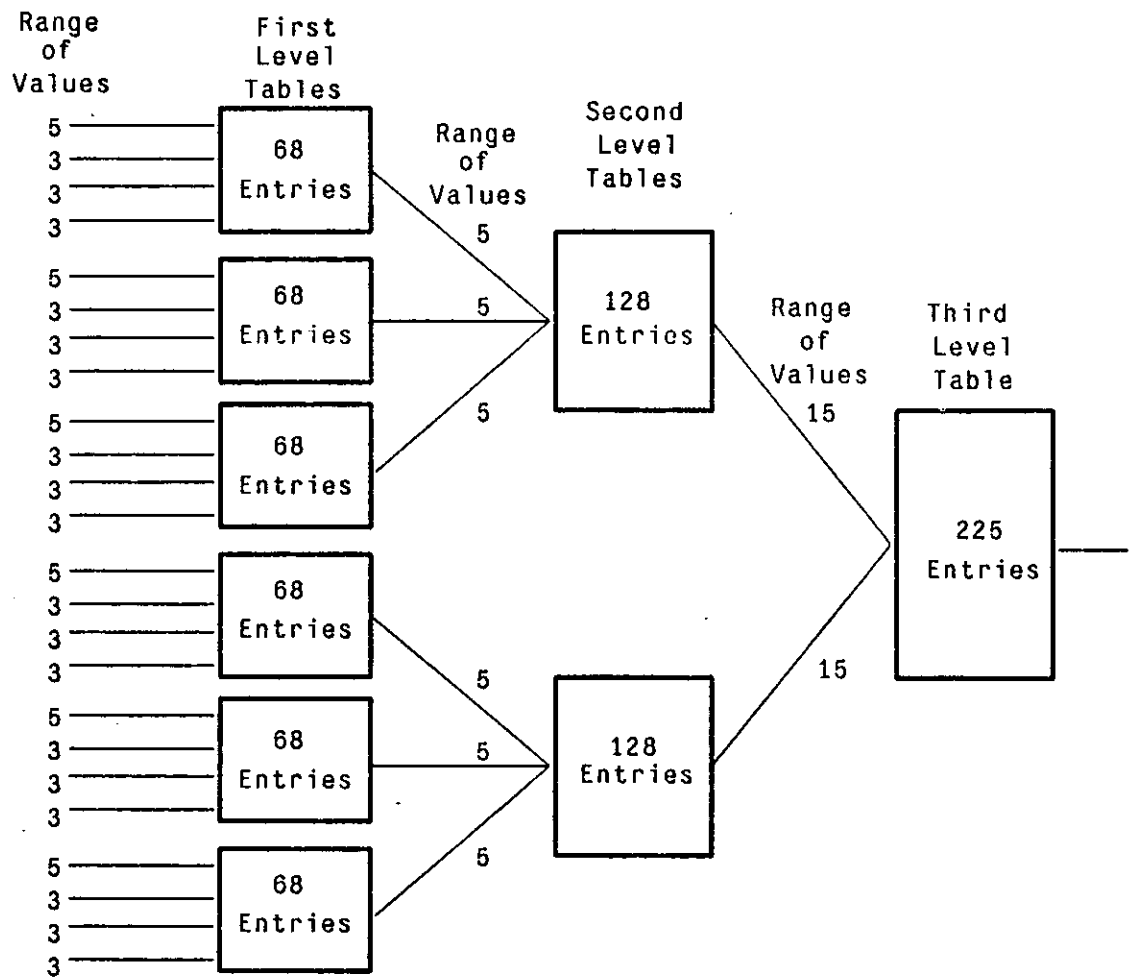 Range
of
Values
First
Level
Tables
5
3
3
3
68
Entries
5
3
3
3
68
Entries
5
3
3
3
68
Entries
5
3
3
3
68
Entries
5
3
3
3
68
Entries
5
3
3
3
68
Entries
Range
of
Values
5
5
5
5
5
5
Second
Level
Tables
128
Entries
128
Entries
Range
of
Values
15
15
Third
Level
Table
225
Entries